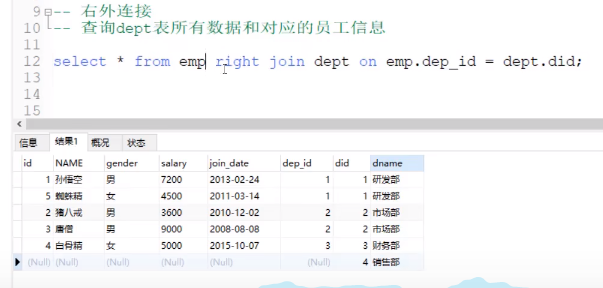 9 -- 右外连接
10 -- 查询dept表所有数据和对应的员工信息
11
12 select * from emp right join dept on emp.dep_id = dept.did;
13
14
15
信息 结果1 概况 状态
id NAME gender salary join_date dep_id did dname
1 孙悟空 男 7200 2013-02-24 1 1 研发部
5 蜘蛛精 女 4500 2011-03-14 1 1 研发部
2 猪八戒 男 3600 2010-12-02 2 2 市场部
3 唐僧 男 9000 2008-08-08 2 2 市场部
4 白骨精 女 5000 2015-10-07 3 3 财务部
(Null) (Null) (Null) (Null) (Null) (Null) 4 销售部